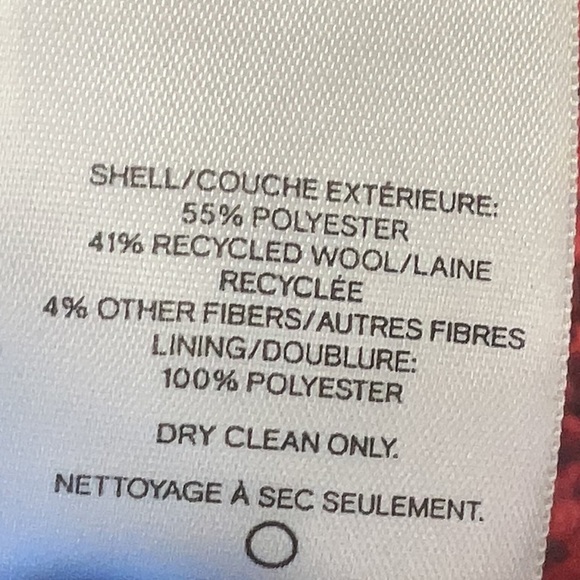 SHELL/COUCHE EXTÉRIEURE:
55% POLYESTER
41% RECYCLED WOOL/LAINE
RECYCLÉE
4% OTHER FIBERS/AUTRES FIBRES
LINING/DOUBLURE:
100% POLYESTER
DRY CLEAN ONLY.
NETTOYAGE À SEC SEULEMENT.